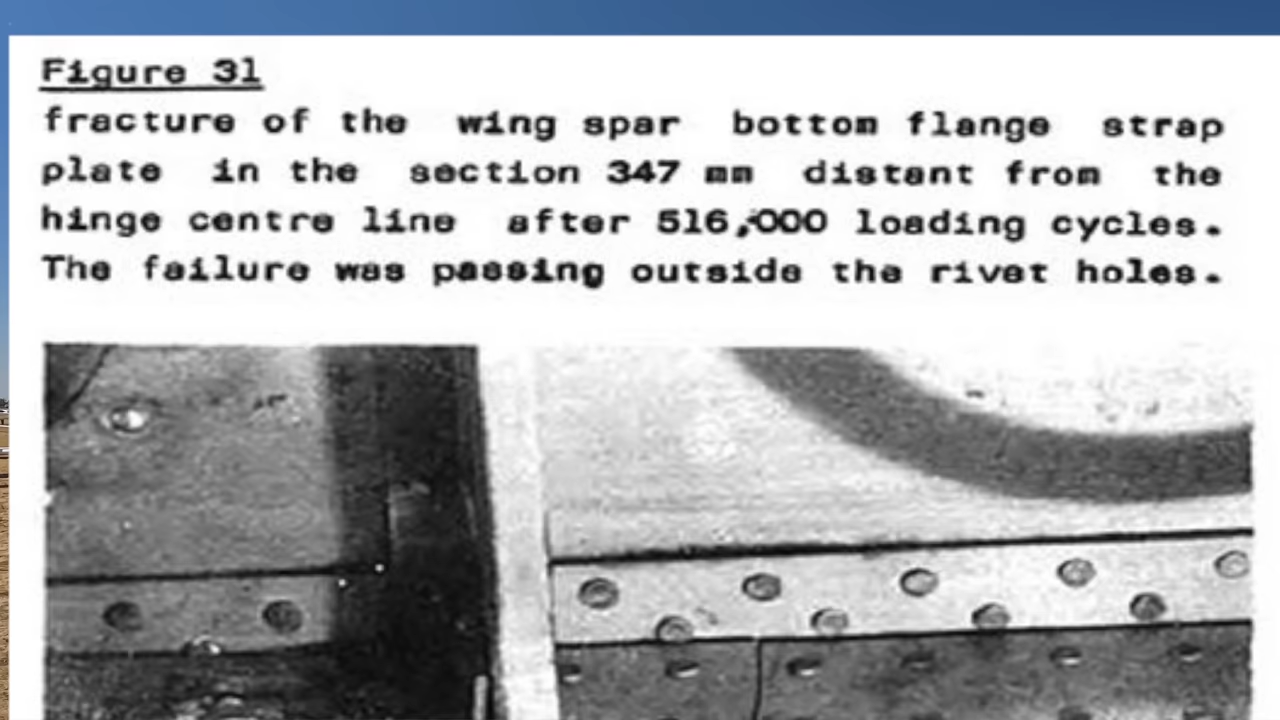 Figure 31
fracture of the wing spar bottom flange strap
plate in the section 347 mm distant from the
hinge centre line after 516,000 loading cycles.
The failure was passing outside the rivet holes.